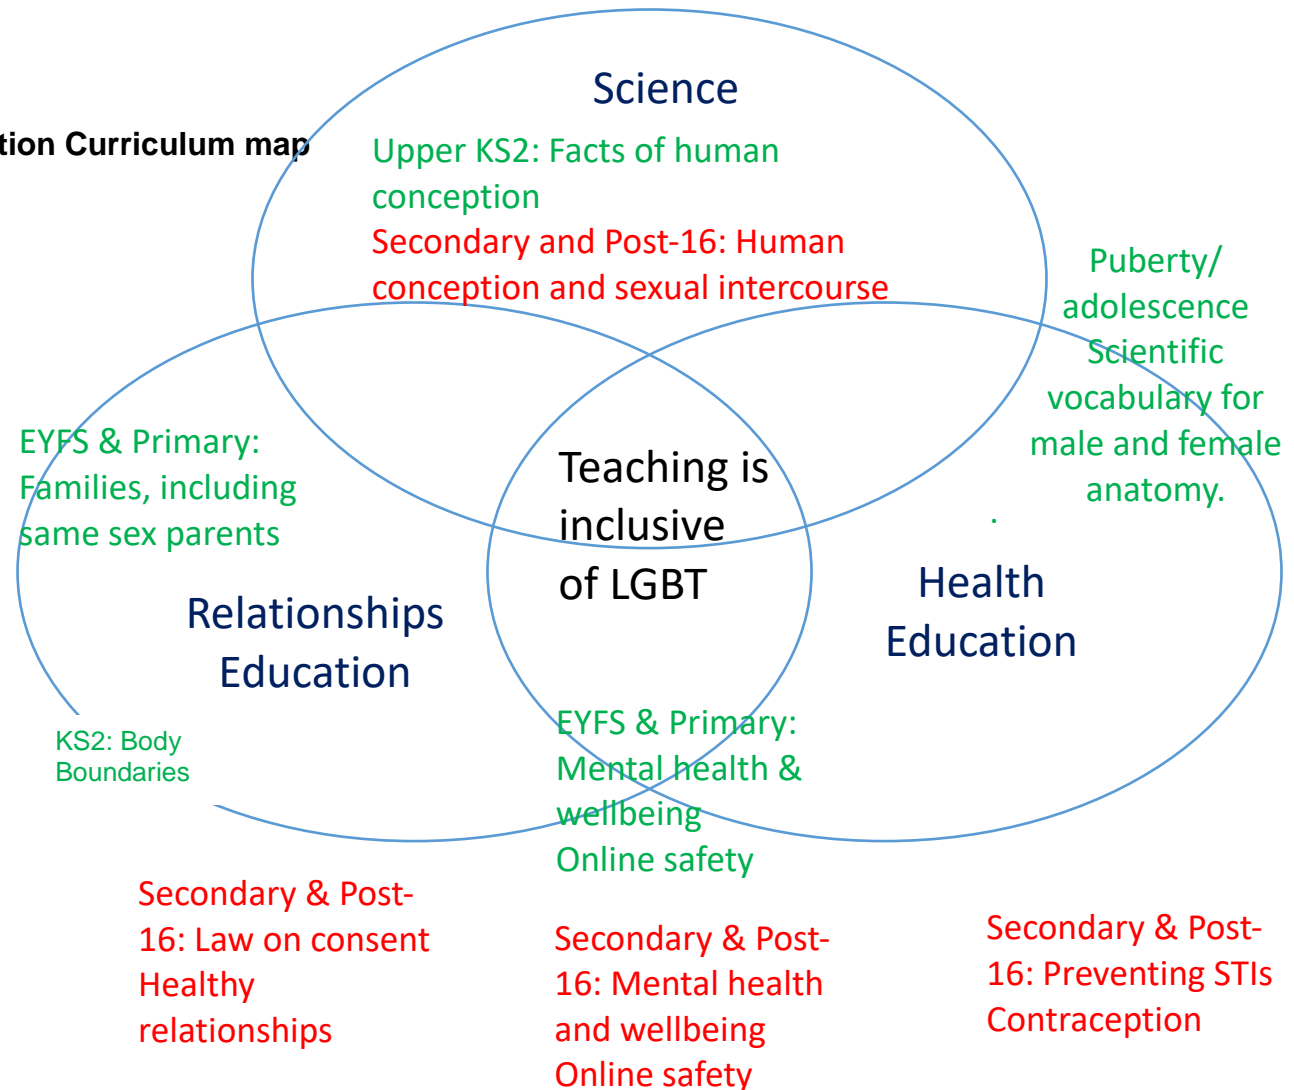 Science
tion Curriculum map
Upper KS2: Facts of human
conception
Secondary and Post-16: Human
conception and sexual intercourse
Puberty/
adolescence
Scientific
vocabulary for
male and female
anatomy.
.
EYFS & Primary:
Families, including
same sex parents
Teaching is
inclusive
of LGBT
Relationships
Education
Health
Education
KS2: Body
Boundaries
EYFS & Primary:
Mental health &
wellbeing
Online safety
Secondary & Post-
16: Law on consent
Healthy
relationships
Secondary & Post-
16: Mental health
and wellbeing
Online safety
Secondary & Post-
16: Preventing STIs
Contraception